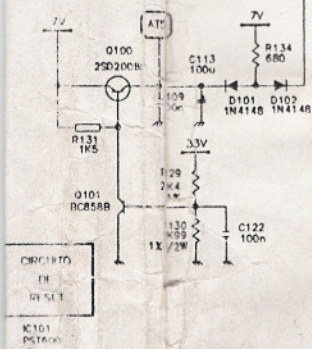 7V
ATS
7V
Q100
2SD200
C113
100u
R134
680
D101
1N4148
D102
1N4148
R131
1K5
33V
Q101
BC858B
C122
100n
1% /2W
CIRCUITO
DE
RESET
IC101